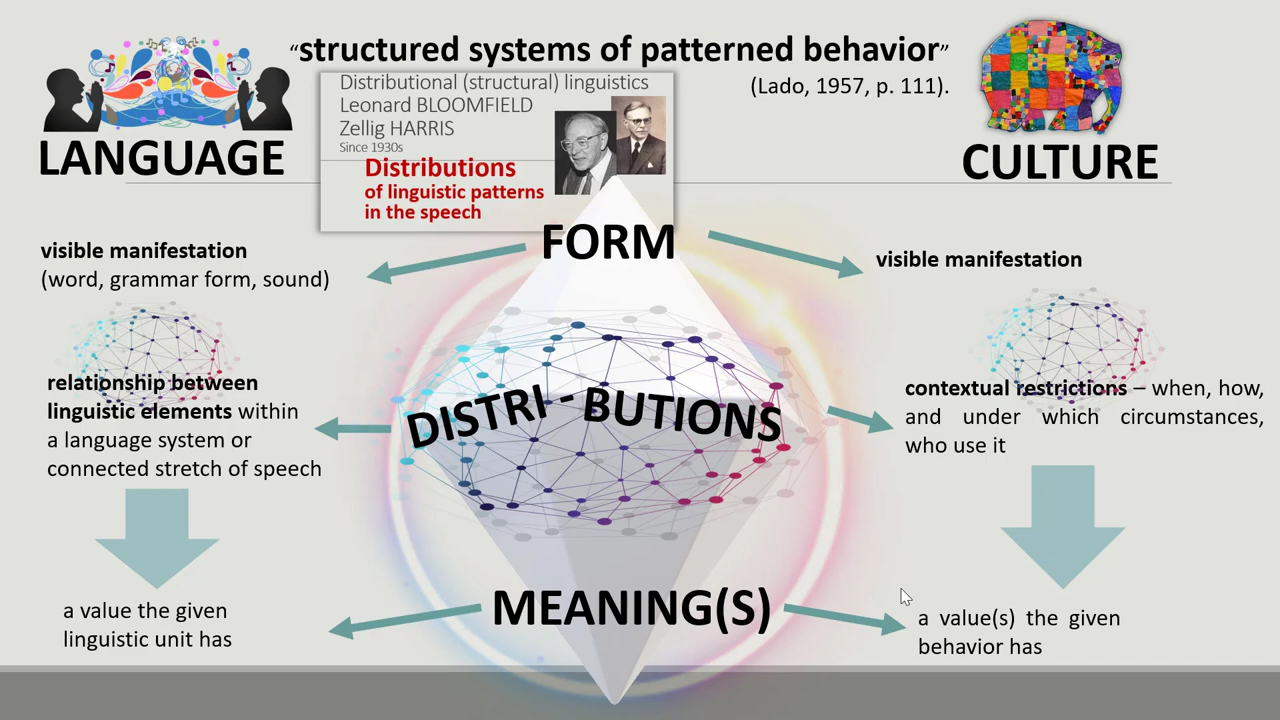 “structured systems of patterned behavior”
(Lado, 1957, p. 111).
LANGUAGE
CULTURE
Distributional (structural) linguistics
Leonard BLOOMFIELD
Zellig HARRIS
Since 1930s
Distributions
of linguistic patterns
in the speech
FORM
visible manifestation
(word, grammar form, sound)
visible manifestation
DISTRI - BUTIONS
relationship between
linguistic elements within
a language system or
connected stretch of speech
contextual restrictions – when, how,
and under which circumstances,
who use it
MEANING(S)
a value the given
linguistic unit has
a value(s) the given
behavior has